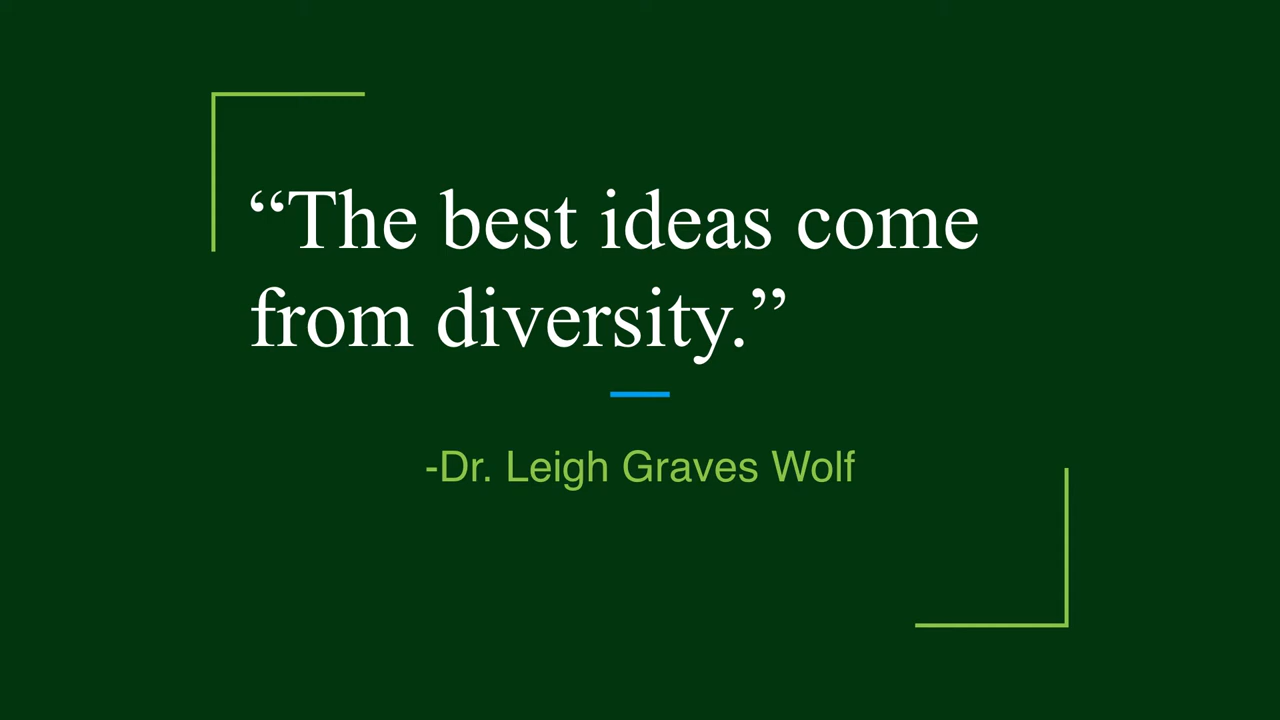 “The best ideas come
from diversity.”
-Dr. Leigh Graves Wolf